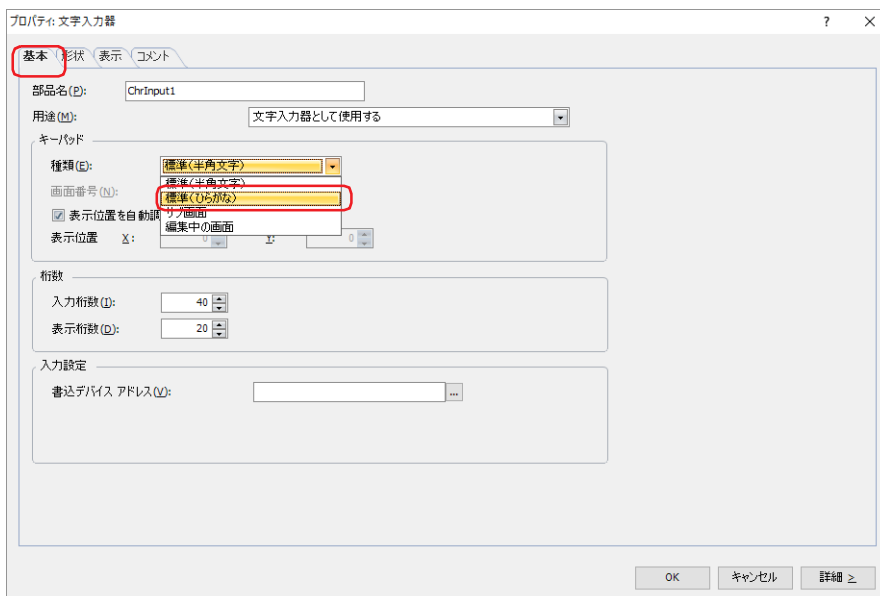 プロパティ: 文字入力器
基本 形状 表示 コメント
部品名(P): ChrInput1
用途(M): 文字入力器として使用する
キーパッド
種類(E): 標準(半角文字)
標準(半角文字)
画面番号(N): 標準(ひらがな)
表示位置を自動調 サブ画面
編集中の画面
表示位置 X: 0 Y: 0
桁数
入力桁数(I): 40
表示桁数(D): 20
入力設定
書込デバイス アドレス(V): ...
OK キャンセル 詳細 >